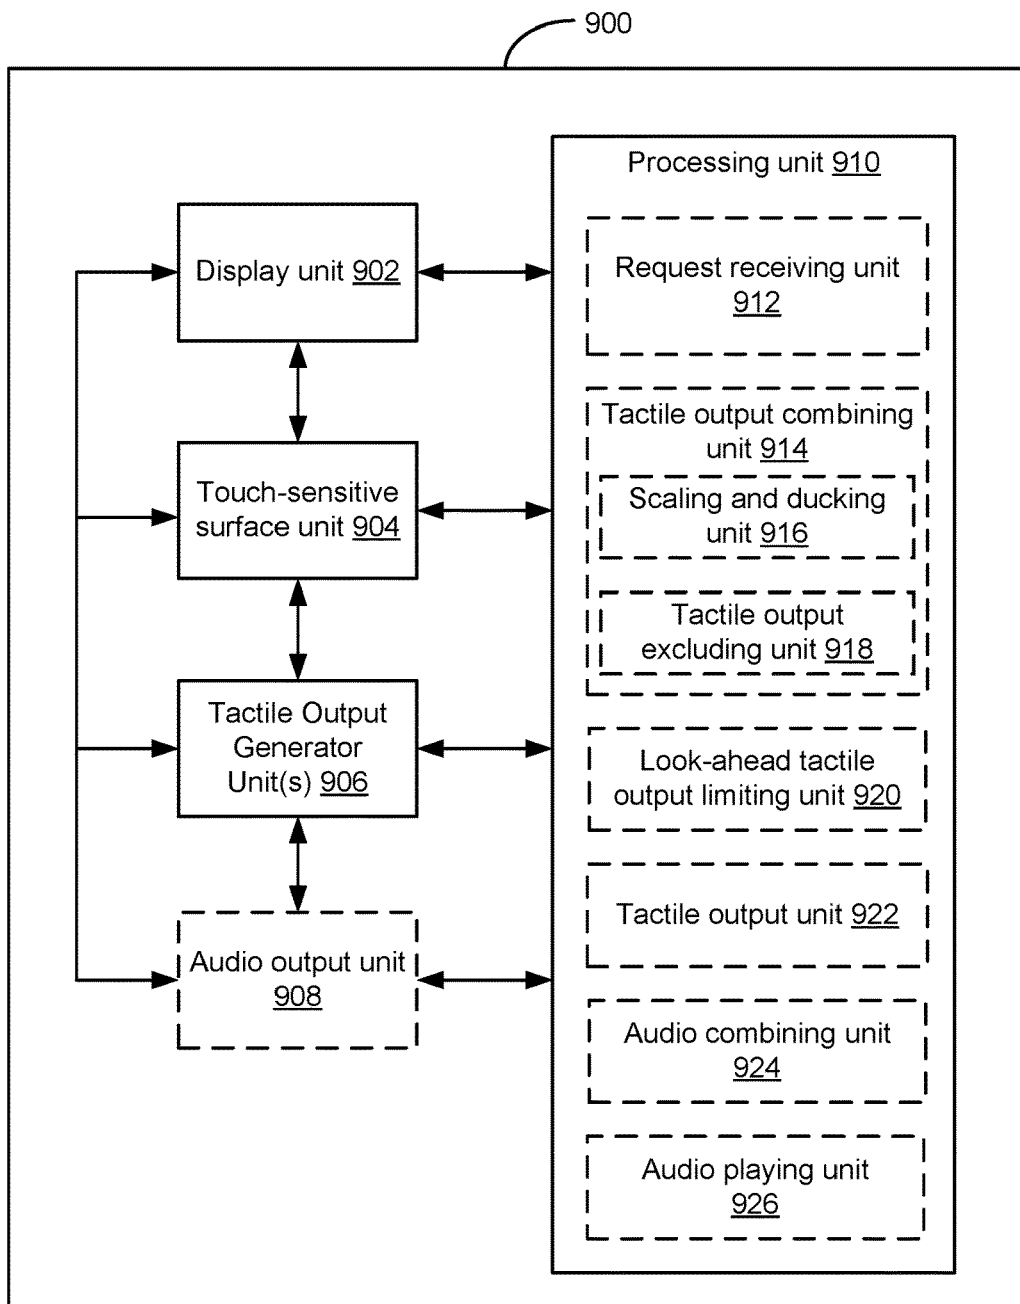 900
Processing unit 910
Display unit 902
Request receiving unit
912
Tactile output combining
unit 914
Touch-sensitive
surface unit 904
Scaling and ducking
unit 916
Tactile output
excluding unit 918
Tactile Output
Generator
Unit(s) 906
Look-ahead tactile
output limiting unit 920
Tactile output unit 922
Audio output unit
908
Audio combining unit
924
Audio playing unit
926